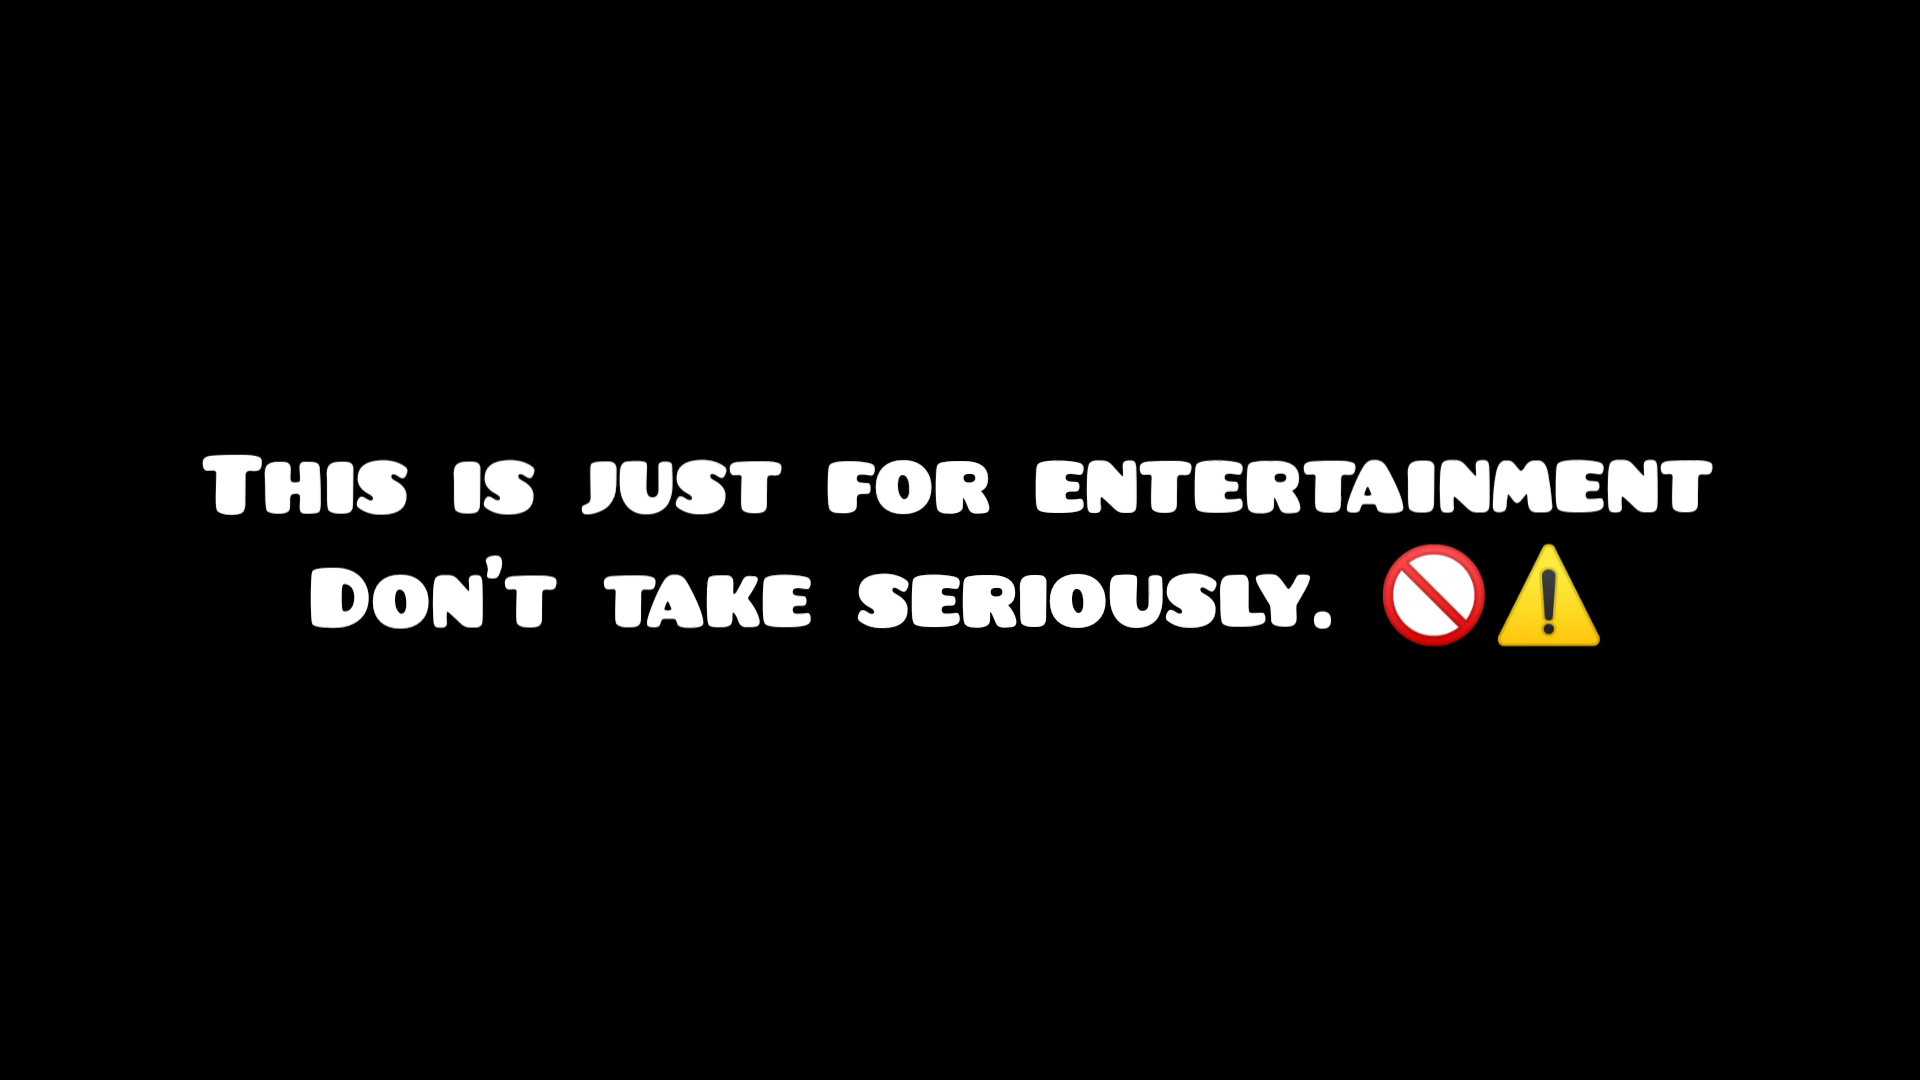 This is just for entertainment
Don't take seriously. 🚫⚠️